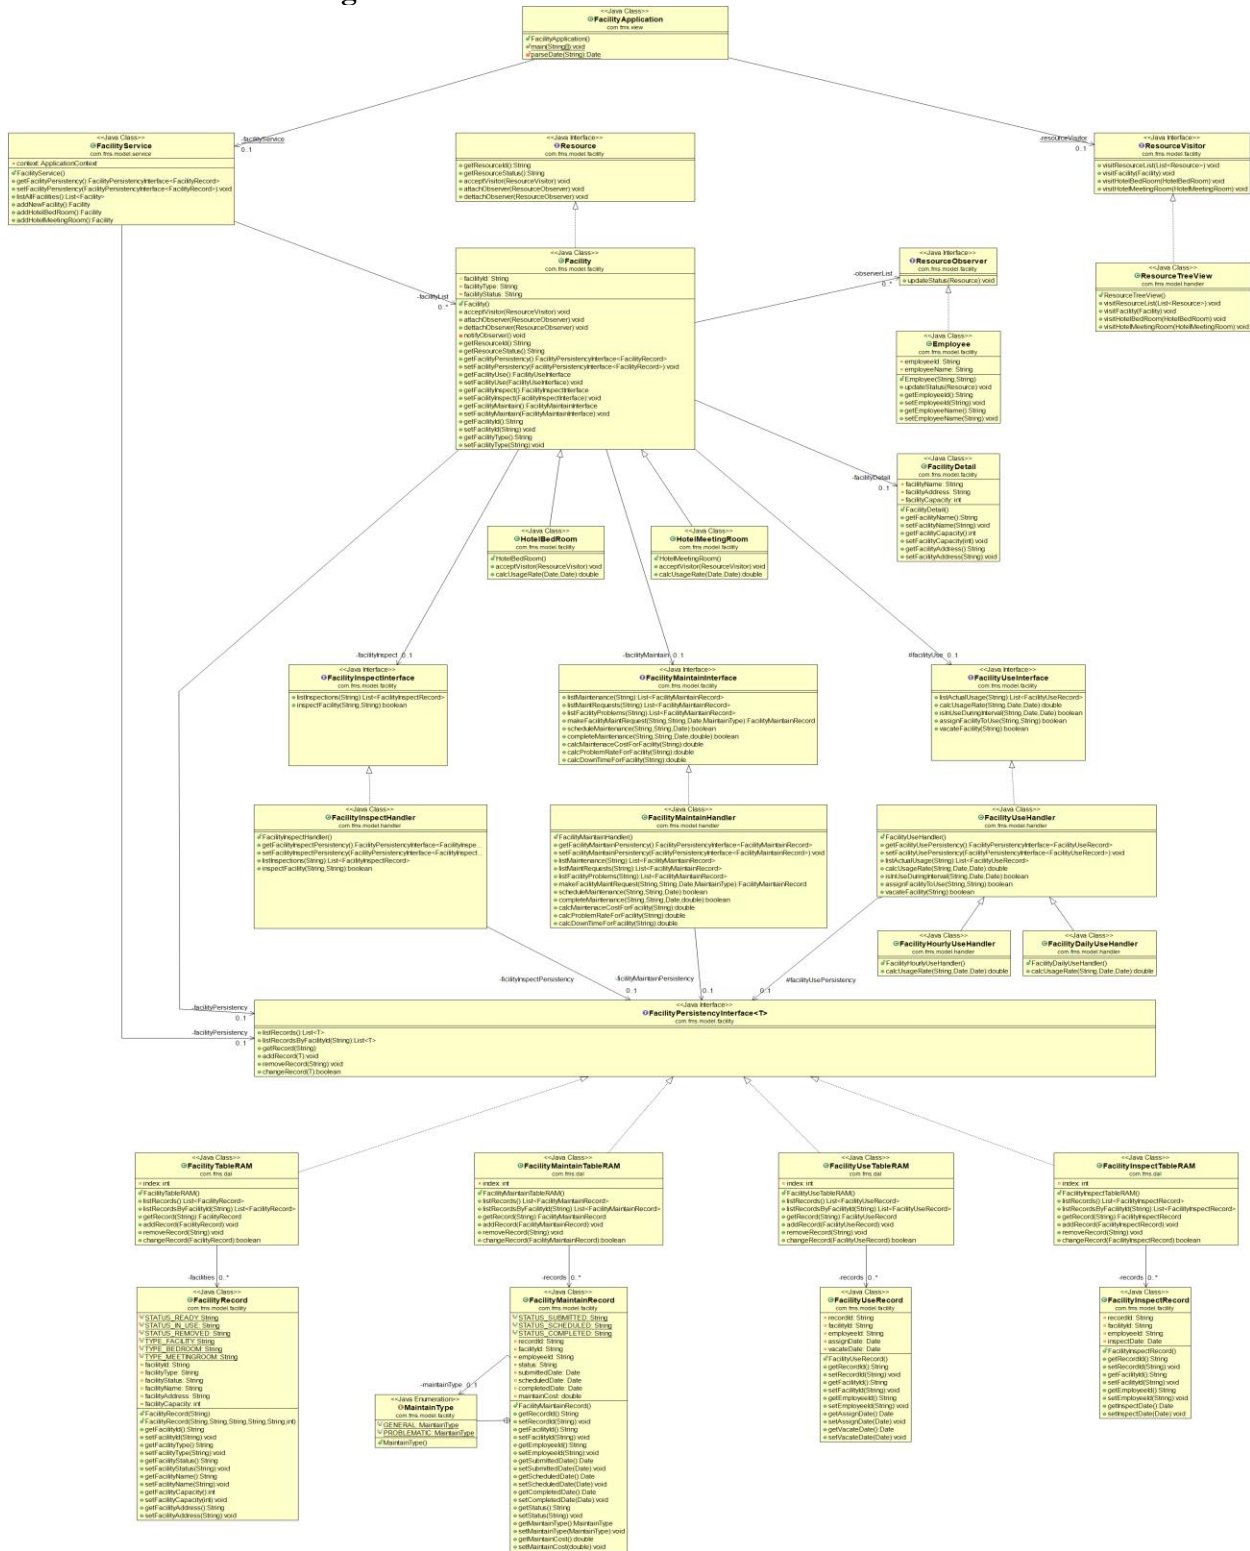 <<Java Class>>
FacilityApplication
com.fms.view
FacilityApplication()
main(String[]):void
parseDate(String):Date
-facilityService
0..1
-resourceVisitor
0..1
<<Java Class>>
FacilityService
com.fms.model.service
context: ApplicationContext
FacilityService()
getFacilityPersistency():FacilityPersistencyInterface<FacilityRecord>
setFacilityPersistency(FacilityPersistencyInterface<FacilityRecord>):void
listAllFacilities():List<Facility>
addNewFacility():Facility
addHotelBedRoom():Facility
addHotelMeetingRoom():Facility
<<Java Interface>>
Resource
com.fms.model.facility
getResourceId():String
getResourceStatus():String
acceptVisitor(ResourceVisitor):void
attachObserver(ResourceObserver):void
dettachObserver(ResourceObserver):void
<<Java Interface>>
ResourceVisitor
com.fms.model.facility
visitResourceList(List<Resource>):void
visitFacility(Facility):void
visitHotelBedRoom(HotelBedRoom):void
visitHotelMeetingRoom(HotelMeetingRoom):void
<<Java Class>>
Facility
com.fms.model.facility
facilityId: String
facilityType: String
facilityStatus: String
Facility()
acceptVisitor(ResourceVisitor):void
attachObserver(ResourceObserver):void
dettachObserver(ResourceObserver):void
notifyObserver():void
getResourceId():String
getResourceStatus():String
getFacilityPersistency():FacilityPersistencyInterface<FacilityRecord>
setFacilityPersistency(FacilityPersistencyInterface<FacilityRecord>):void
getFacilityUse():FacilityUseInterface
setFacilityUse(FacilityUseInterface):void
getFacilityInspect():FacilityInspectInterface
setFacilityInspect(FacilityInspectInterface):void
getFacilityMaintain():FacilityMaintainInterface
setFacilityMaintain(FacilityMaintainInterface):void
getFacilityId():String
setFacilityId(String):void
getFacilityType():String
setFacilityType(String):void
-facilityList
0..*
-observerList
0..*
<<Java Interface>>
ResourceObserver
com.fms.model.facility
updateStatus(Resource):void
<<Java Class>>
ResourceTreeView
com.fms.model.handler
ResourceTreeView()
visitResourceList(List<Resource>):void
visitFacility(Facility):void
visitHotelBedRoom(HotelBedRoom):void
visitHotelMeetingRoom(HotelMeetingRoom):void
<<Java Class>>
Employee
com.fms.model.facility
employeeId: String
employeeName: String
Employee(String,String)
updateStatus(Resource):void
getEmployeeId():String
setEmployeeId(String):void
getEmployeeName():String
setEmployeeName(String):void
-facilityDetail
0..1
<<Java Class>>
FacilityDetail
com.fms.model.facility
facilityName: String
facilityAddress: String
facilityCapacity: int
FacilityDetail()
getFacilityName():String
setFacilityName(String):void
getFacilityCapacity():int
setFacilityCapacity(int):void
getFacilityAddress():String
setFacilityAddress(String):void
<<Java Class>>
HotelBedRoom
com.fms.model.facility
HotelBedRoom()
acceptVisitor(ResourceVisitor):void
calcUsageRate(Date,Date):double
<<Java Class>>
HotelMeetingRoom
com.fms.model.facility
HotelMeetingRoom()
acceptVisitor(ResourceVisitor):void
calcUsageRate(Date,Date):double
-facilityInspect 0..1
-facilityMaintain 0..1
#facilityUse 0..1
<<Java Interface>>
FacilityInspectInterface
com.fms.model.facility
listInspections(String):List<FacilityInspectRecord>
inspectFacility(String,String):boolean
<<Java Interface>>
FacilityMaintainInterface
com.fms.model.facility
listMaintenance(String):List<FacilityMaintainRecord>
listMaintRequests(String):List<FacilityMaintainRecord>
listFacilityProblems(String):List<FacilityMaintainRecord>
makeFacilityMaintRequest(String,String,Date,MaintainType):FacilityMaintainRecord
scheduleMaintenance(String,String,Date):boolean
completeMaintenance(String,String,Date,double):boolean
calcMaintenaceCostForFacility(String):double
calcProblemRateForFacility(String):double
calcDownTimeForFacility(String):double
<<Java Interface>>
FacilityUseInterface
com.fms.model.facility
listActualUsage(String):List<FacilityUseRecord>
calcUsageRate(String,Date,Date):double
isInUseDuringInterval(String,Date,Date):boolean
assignFacilityToUse(String,String):boolean
vacateFacility(String):boolean
<<Java Class>>
FacilityInspectHandler
com.fms.model.handler
FacilityInspectHandler()
getFacilityInspectPersistency():FacilityPersistencyInterface<FacilityInspe...
setFacilityInspectPersistency(FacilityPersistencyInterface<FacilityInspect...
listInspections(String):List<FacilityInspectRecord>
inspectFacility(String,String):boolean
<<Java Class>>
FacilityMaintainHandler
com.fms.model.handler
FacilityMaintainHandler()
getFacilityMaintainPersistency():FacilityPersistencyInterface<FacilityMaintainRecord>
setFacilityMaintainPersistency(FacilityPersistencyInterface<FacilityMaintainRecord>):void
listMaintenance(String):List<FacilityMaintainRecord>
listMaintRequests(String):List<FacilityMaintainRecord>
listFacilityProblems(String):List<FacilityMaintainRecord>
makeFacilityMaintRequest(String,String,Date,MaintainType):FacilityMaintainRecord
scheduleMaintenance(String,String,Date):boolean
completeMaintenance(String,String,Date,double):boolean
calcMaintenaceCostForFacility(String):double
calcProblemRateForFacility(String):double
calcDownTimeForFacility(String):double
<<Java Class>>
FacilityUseHandler
com.fms.model.handler
FacilityUseHandler()
getFacilityUsePersistency():FacilityPersistencyInterface<FacilityUseRecord>
setFacilityUsePersistency(FacilityPersistencyInterface<FacilityUseRecord>):void
listActualUsage(String):List<FacilityUseRecord>
calcUsageRate(String,Date,Date):double
isInUseDuringInterval(String,Date,Date):boolean
assignFacilityToUse(String,String):boolean
vacateFacility(String):boolean
<<Java Class>>
FacilityHourlyUseHandler
com.fms.model.handler
FacilityHourlyUseHandler()
calcUsageRate(String,Date,Date):double
<<Java Class>>
FacilityDailyUseHandler
com.fms.model.handler
FacilityDailyUseHandler()
calcUsageRate(String,Date,Date):double
-ficilityInspectPersistency
0..1
-ficilityMaintainPersistency
0..1
#facilityUsePersistency
0..1
-facilityPersistency
0..1
-facilityPersistency
0..1
<<Java Interface>>
FacilityPersistencyInterface<T>
com.fms.model.facility
listRecords():List<T>
listRecordsByFacilityId(String):List<T>
getRecord(String)
addRecord(T):void
removeRecord(String):void
changeRecord(T):boolean
<<Java Class>>
FacilityTableRAM
com.fms.dal
index: int
FacilityTableRAM()
listRecords():List<FacilityRecord>
listRecordsByFacilityId(String):List<FacilityRecord>
getRecord(String):FacilityRecord
addRecord(FacilityRecord):void
removeRecord(String):void
changeRecord(FacilityRecord):boolean
<<Java Class>>
FacilityMaintainTableRAM
com.fms.dal
index: int
FacilityMaintainTableRAM()
listRecords():List<FacilityMaintainRecord>
listRecordsByFacilityId(String):List<FacilityMaintainRecord>
getRecord(String):FacilityMaintainRecord
addRecord(FacilityMaintainRecord):void
removeRecord(String):void
changeRecord(FacilityMaintainRecord):boolean
<<Java Class>>
FacilityUseTableRAM
com.fms.dal
index: int
FacilityUseTableRAM()
listRecords():List<FacilityUseRecord>
listRecordsByFacilityId(String):List<FacilityUseRecord>
getRecord(String):FacilityUseRecord
addRecord(FacilityUseRecord):void
removeRecord(String):void
changeRecord(FacilityUseRecord):boolean
<<Java Class>>
FacilityInspectTableRAM
com.fms.dal
index: int
FacilityInspectTableRAM()
listRecords():List<FacilityInspectRecord>
listRecordsByFacilityId(String):List<FacilityInspectRecord>
getRecord(String):FacilityInspectRecord
addRecord(FacilityInspectRecord):void
removeRecord(String):void
changeRecord(FacilityInspectRecord):boolean
-facilities 0..*
-records 0..*
-records 0..*
-records 0..*
<<Java Class>>
FacilityRecord
com.fms.model.facility
STATUS_READY: String
STATUS_IN_USE: String
STATUS_REMOVED: String
TYPE_FACILITY: String
TYPE_BEDROOM: String
TYPE_MEETINGROOM: String
facilityId: String
facilityType: String
facilityStatus: String
facilityName: String
facilityAddress: String
facilityCapacity: int
FacilityRecord(String)
FacilityRecord(String,String,String,String,String,int)
getFacilityId():String
setFacilityId(String):void
getFacilityType():String
setFacilityType(String):void
getFacilityStatus():String
setFacilityStatus(String):void
getFacilityName():String
setFacilityName(String):void
getFacilityCapacity():int
setFacilityCapacity(int):void
getFacilityAddress():String
setFacilityAddress(String):void
-maintainType 0..1
<<Java Enumeration>>
MaintainType
com.fms.model.facility
GENERAL: MaintainType
PROBLEMATIC: MaintainType
MaintainType()
<<Java Class>>
FacilityMaintainRecord
com.fms.model.facility
STATUS_SUBMITTED: String
STATUS_SCHEDULED: String
STATUS_COMPLETED: String
recordId: String
facilityId: String
employeeId: String
status: String
submittedDate: Date
scheduledDate: Date
completedDate: Date
maintainCost: double
FacilityMaintainRecord()
getRecordId():String
setRecordId(String):void
getFacilityId():String
setFacilityId(String):void
getEmployeeId():String
setEmployeeId(String):void
getSubmittedDate():Date
setSubmittedDate(Date):void
getScheduledDate():Date
setScheduledDate(Date):void
getCompletedDate():Date
setCompletedDate(Date):void
getStatus():String
setStatus(String):void
getMaintainType():MaintainType
setMaintainType(MaintainType):void
getMaintainCost():double
setMaintainCost(double):void
<<Java Class>>
FacilityUseRecord
com.fms.model.facility
recordId: String
facilityId: String
employeeId: String
assignDate: Date
vacateDate: Date
FacilityUseRecord()
getRecordId():String
setRecordId(String):void
getFacilityId():String
setFacilityId(String):void
getEmployeeId():String
setEmployeeId(String):void
getAssignDate():Date
setAssignDate(Date):void
getVacateDate():Date
setVacateDate(Date):void
<<Java Class>>
FacilityInspectRecord
com.fms.model.facility
recordId: String
facilityId: String
employeeId: String
inspectDate: Date
FacilityInspectRecord()
getRecordId():String
setRecordId(String):void
getFacilityId():String
setFacilityId(String):void
getEmployeeId():String
setEmployeeId(String):void
getInspectDate():Date
setInspectDate(Date):void